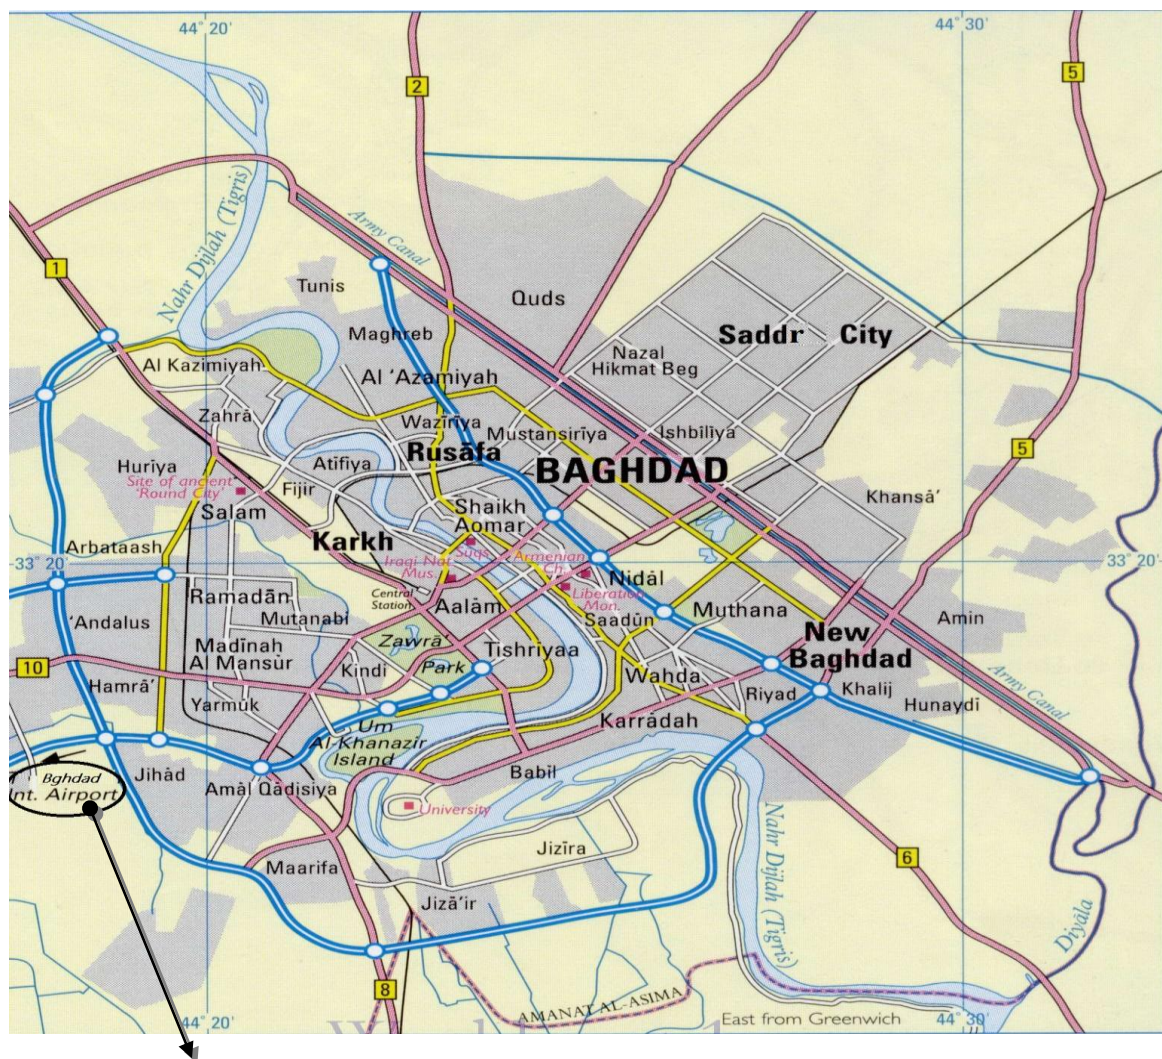 44° 20'
44° 30'
2
5
Nahr Dijlah (Tigris)
Army Canal
1
Tunis
Quds
Maghreb
Saddr City
Nazal
Hikmat Beg
Al Kazimiyah
Al 'Azamiyah
Zahrā
Wazīrīya
Mustansirīya
Ishbīlīya
Rusāfa
5
Hurīya
Atifīya
BAGHDAD
Site of ancient
'Round City'
Fijir
Khansā'
Salam
Shaikh
Aomar
Karkh
Suqs
Arbataash
Iraqi Nat.
Mus.
Armenian
Ch.
33° 20'
33° 20'
Nidāl
Ramadān
Central
Station
Aalām
Liberation
Mon.
Mutanabi
Saadūn
Muthana
'Andalus
Zawrā'
Park
Amin
Madīnah
Al Mansūr
Kindi
Tishriyaa
New
Baghdad
10
Hamrā'
Wahda
Riyad
Khalij
Army Canal
Yarmūk
Hunaydī
Um
Al-Khanazir
Island
Karrādah
Bghdad
Int. Airport
Jihād
Amāl Qādisiya
Babīl
University
Nahr Dijlah (Tigris)
Jizīra
6
Maarifa
Jizā'ir
Diyāla
8
AMANAT AL-ASIMA
44° 20'
East from Greenwich
44° 30'